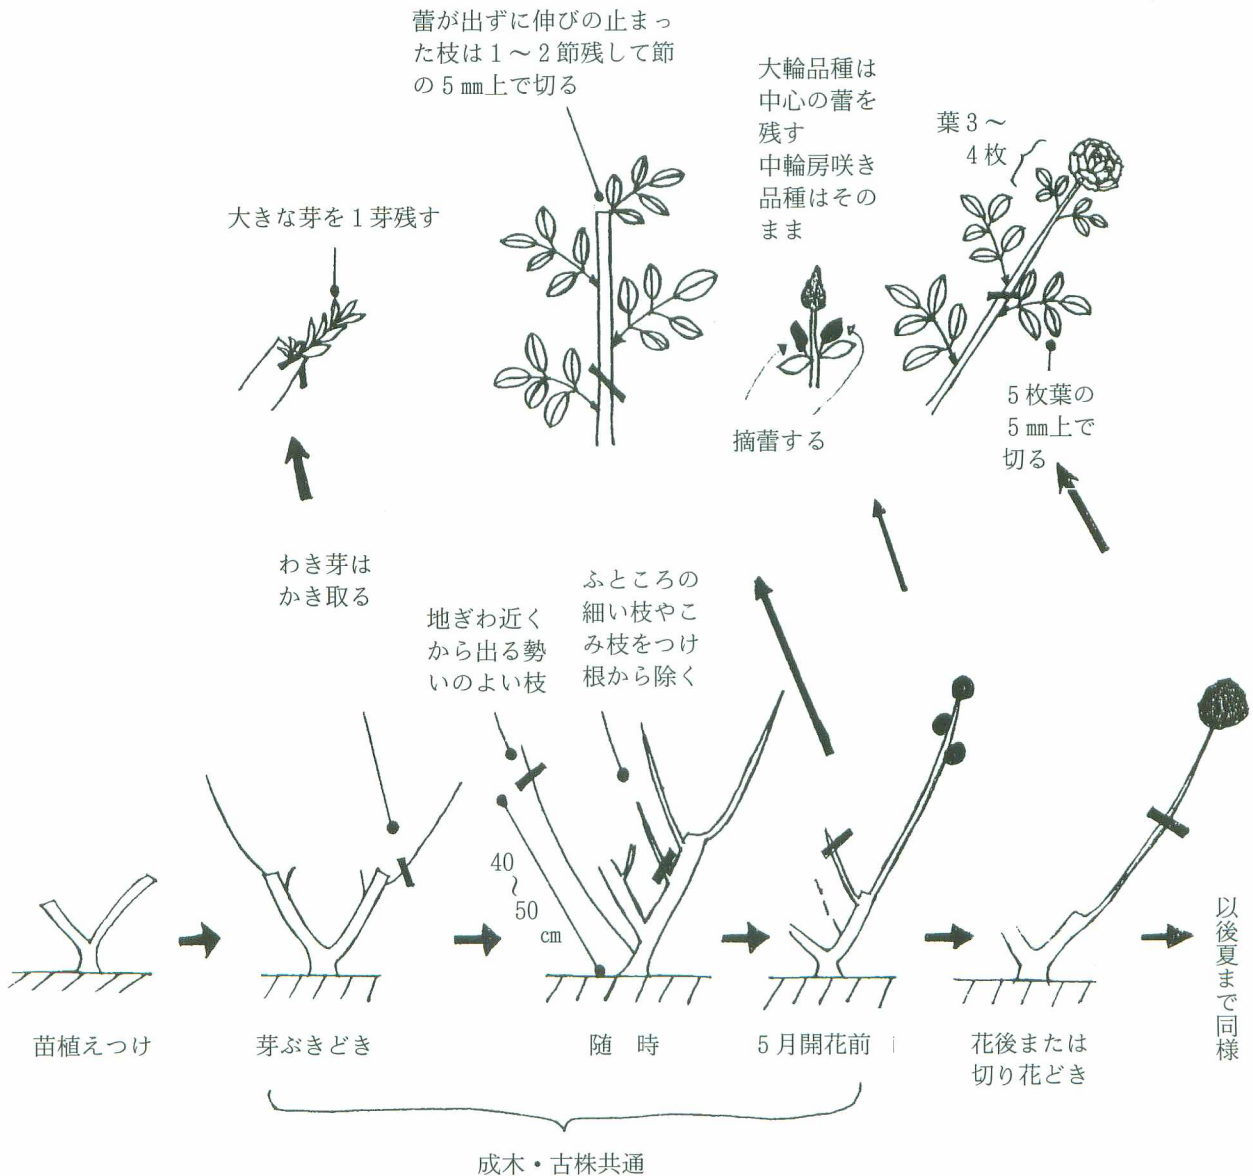 蕾が出ずに伸びの止まっ
た枝は1～2節残して節
の5㎜上で切る
大輪品種は
中心の蕾を
残す
中輪房咲き
品種はその
まま
葉3～
4枚
大きな芽を1芽残す
摘蕾する
5枚葉の
5㎜上で
切る
わき芽は
かき取る
地ぎわ近く
から出る勢
いのよい枝
ふところの
細い枝やこ
み枝をつけ
根から除く
40
～
50
cm
苗植えつけ
芽ぶきどき
随　時
5月開花前
花後または
切り花どき
以後夏まで同様
成木・古株共通